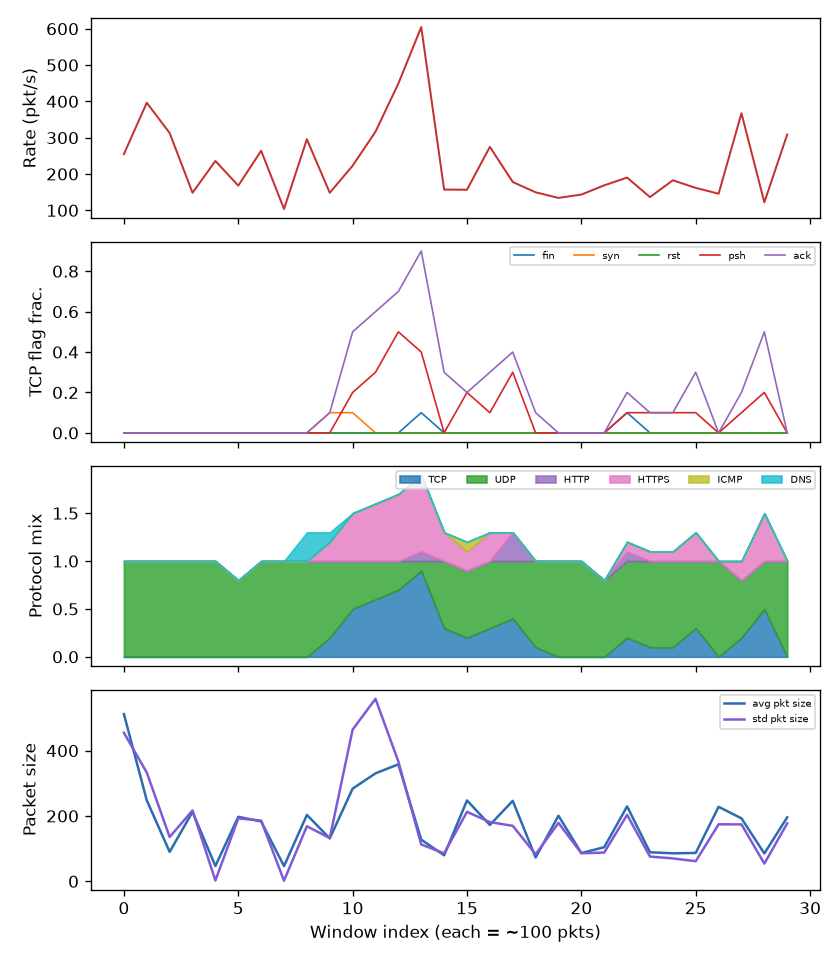 600
500
400
300
200
100
Rate (pkt/s)
fin syn rst psh ack
0.8
0.6
0.4
0.2
0.0
TCP flag frac.
TCP UDP HTTP HTTPS ICMP DNS
1.5
1.0
0.5
0.0
Protocol mix
avg pkt size
std pkt size
400
200
0
Packet size
0 5 10 15 20 25 30
Window index (each = ~100 pkts)